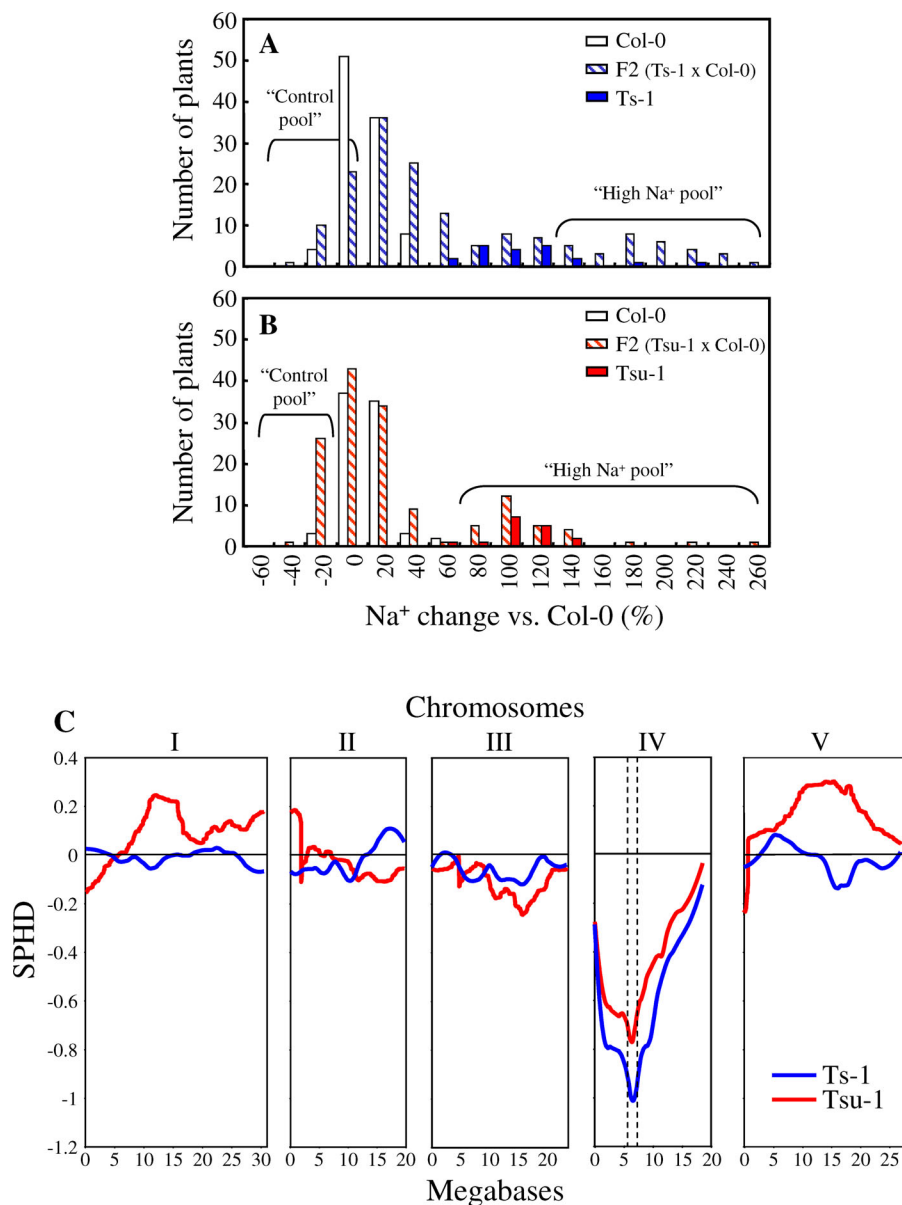 A
Number of plants
60
50
40
30
20
10
0
Col-0
F2 (Ts-1 x Col-0)
Ts-1
“Control
pool”
“High Na⁺ pool”
B
Number of plants
60
50
40
30
20
10
0
Col-0
F2 (Tsu-1 x Col-0)
Tsu-1
“Control
pool”
“High Na⁺ pool”
-60 -40 -20 0 20 40 60 80 100 120 140 160 180 200 220 240 260
Na⁺ change vs. Col-0 (%)
C
Chromosomes
I II III IV V
SPHD
0.4
0.2
0
-0.2
-0.4
-0.6
-0.8
-1
-1.2
Ts-1
Tsu-1
0 5 10 15 20 25 30 0 5 10 15 20 0 5 10 15 20 0 5 10 15 20 0 5 10 15 20 25
Megabases